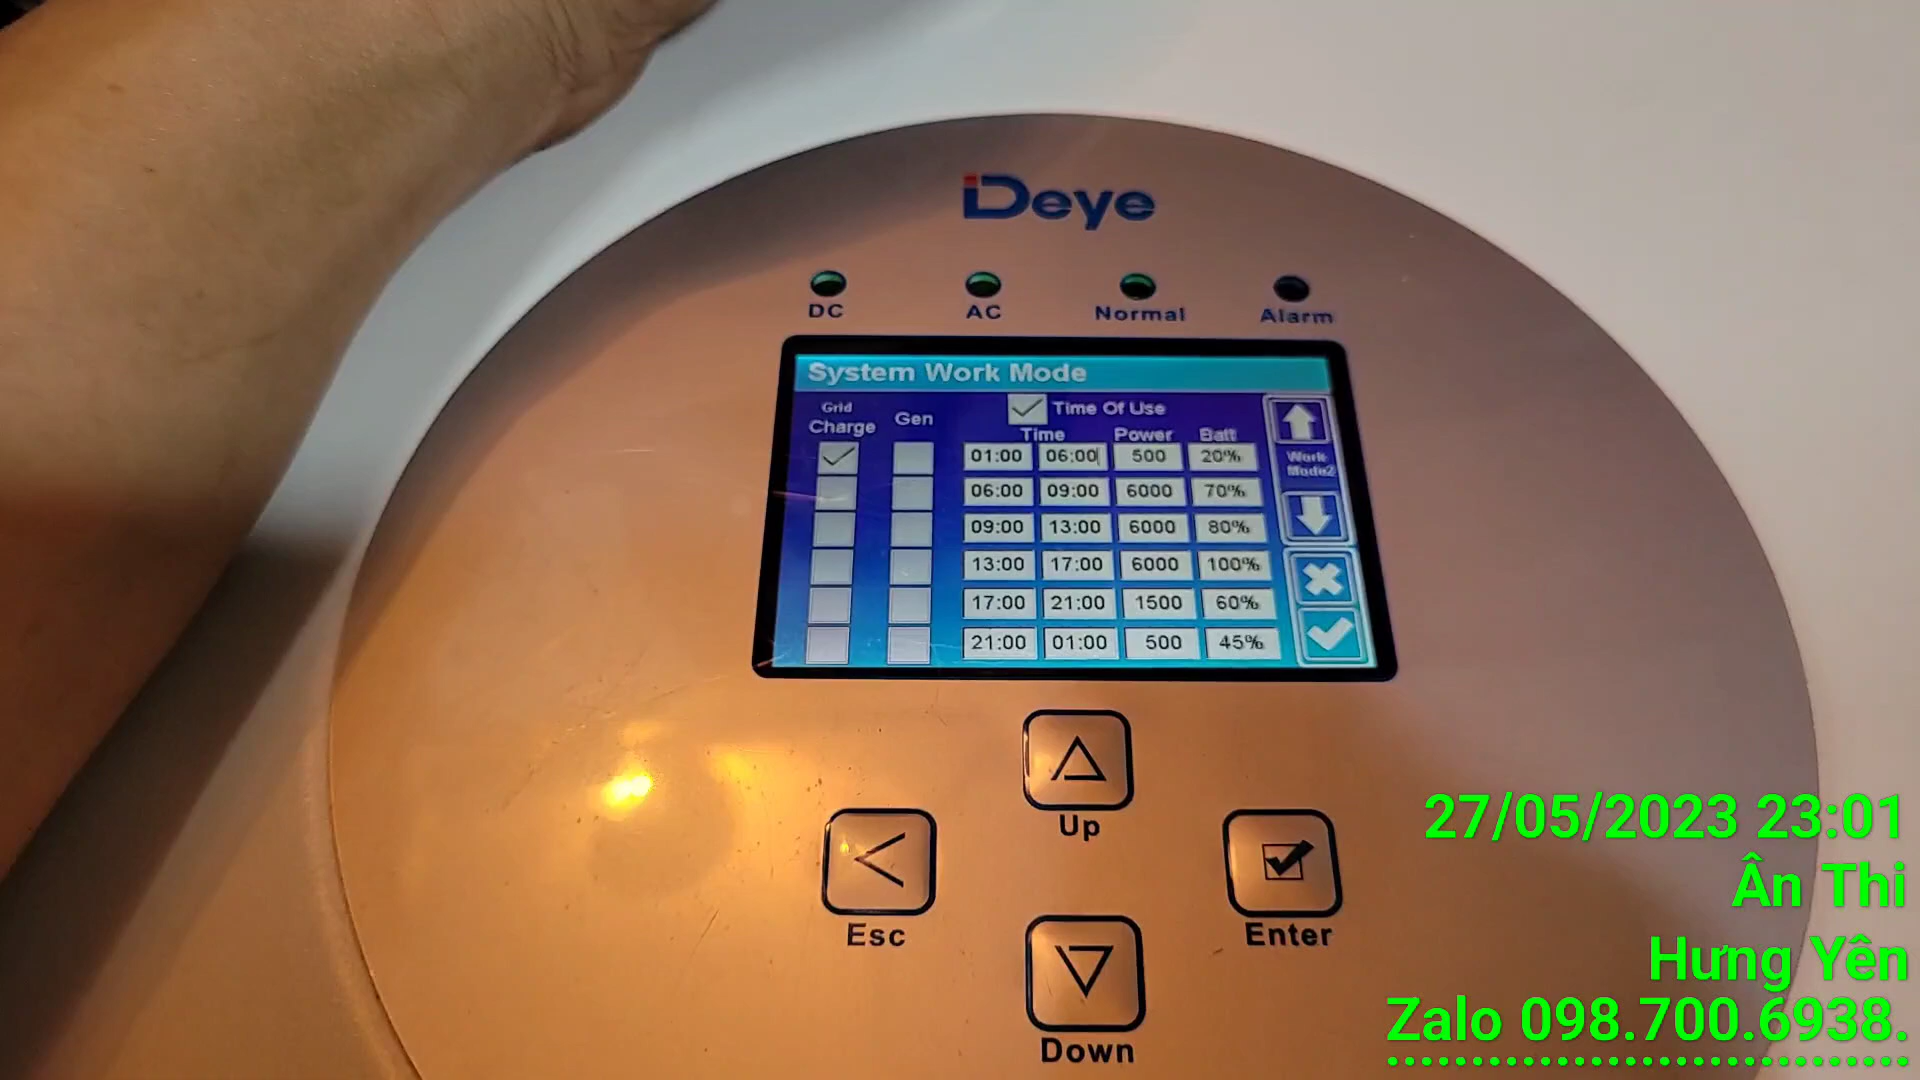 Deye
DC AC Normal Alarm
System Work Mode
Grid Charge Gen Time Of Use
Time Power Batt
01:00 06:00 500 20%
06:00 09:00 6000 70%
09:00 13:00 6000 80%
13:00 17:00 6000 100%
17:00 21:00 1500 60%
21:00 01:00 500 45%
Work Mode2
Up
Esc
Enter
Down
27/05/2023 23:01
Ân Thi
Hưng Yên
Zalo 098.700.6938.